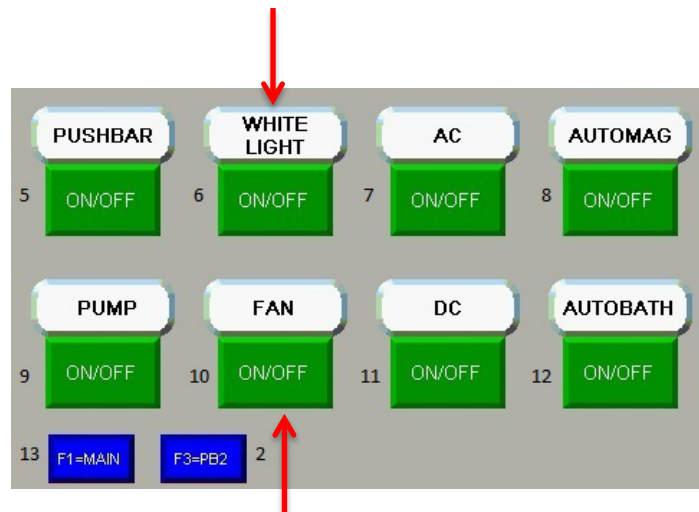 PUSHBAR
WHITE
LIGHT
AC
AUTOMAG
5 ON/OFF
6 ON/OFF
7 ON/OFF
8 ON/OFF
PUMP
FAN
DC
AUTOBATH
9 ON/OFF
10 ON/OFF
11 ON/OFF
12 ON/OFF
13 F1=MAIN
F3=PB2 2